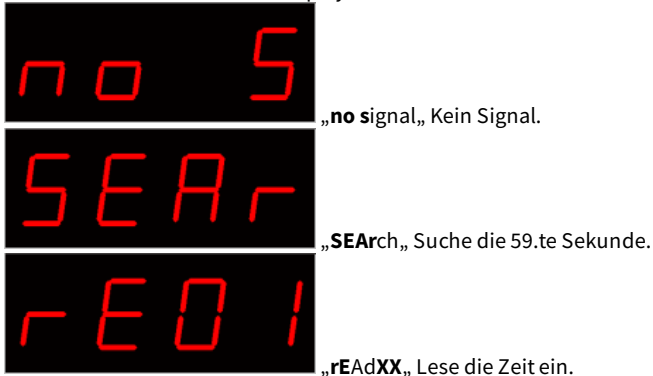 no S
„no signal„ Kein Signal.
SEAr
„SEArch„ Suche die 59.te Sekunde.
rE01
„rEAdXX„ Lese die Zeit ein.